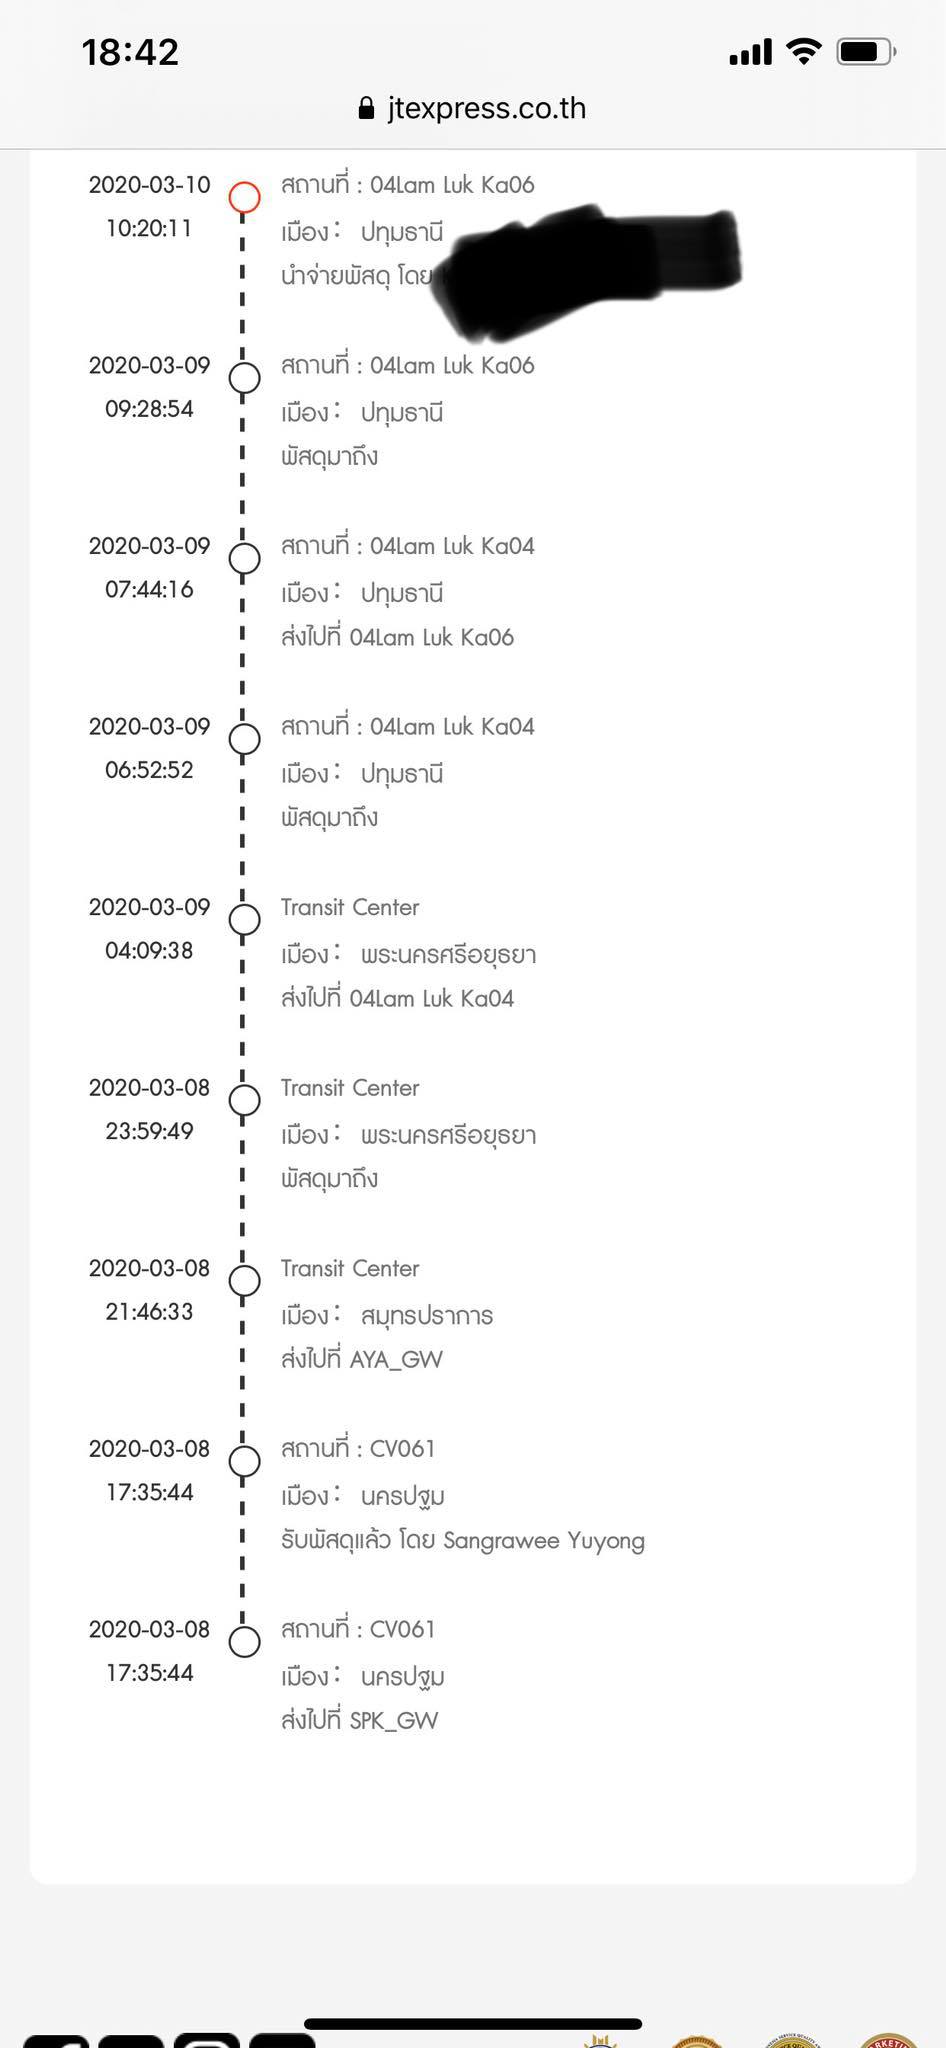 18:42
jtexpress.co.th
2020-03-10
10:20:11
สถานที่ : 04Lam Luk Ka06
เมือง : ปทุมธานี
นำจ่ายพัสดุ โดย
2020-03-09
09:28:54
สถานที่ : 04Lam Luk Ka06
เมือง : ปทุมธานี
พัสดุมาถึง
2020-03-09
07:44:16
สถานที่ : 04Lam Luk Ka04
เมือง : ปทุมธานี
ส่งไปที่ 04Lam Luk Ka06
2020-03-09
06:52:52
สถานที่ : 04Lam Luk Ka04
เมือง : ปทุมธานี
พัสดุมาถึง
2020-03-09
04:09:38
Transit Center
เมือง : พระนครศรีอยุธยา
ส่งไปที่ 04Lam Luk Ka04
2020-03-08
23:59:49
Transit Center
เมือง : พระนครศรีอยุธยา
พัสดุมาถึง
2020-03-08
21:46:33
Transit Center
เมือง : สมุทรปราการ
ส่งไปที่ AYA_GW
2020-03-08
17:35:44
สถานที่ : CV061
เมือง : นครปฐม
รับพัสดุแล้ว โดย Sangrawee Yuyong
2020-03-08
17:35:44
สถานที่ : CV061
เมือง : นครปฐม
ส่งไปที่ SPK_GW